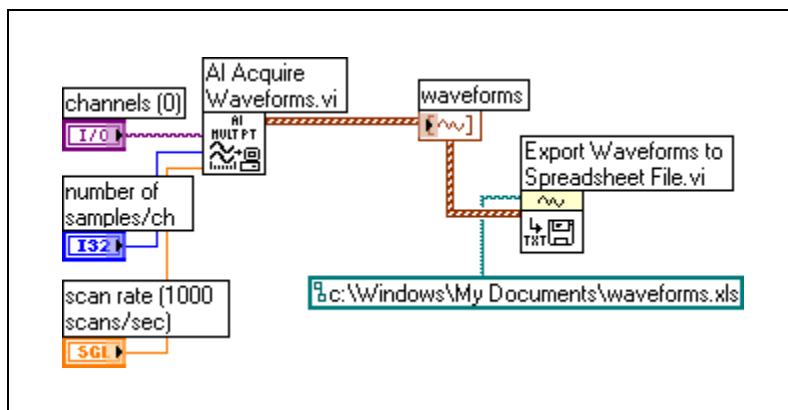 AI Acquire
Waveforms.vi
channels (0)
I/O
AI
MULT PT
waveforms
Export Waveforms to
Spreadsheet File.vi
TXT
number of
samples/ch
I32
c:\Windows\My Documents\waveforms.xls
scan rate (1000
scans/sec)
SGL